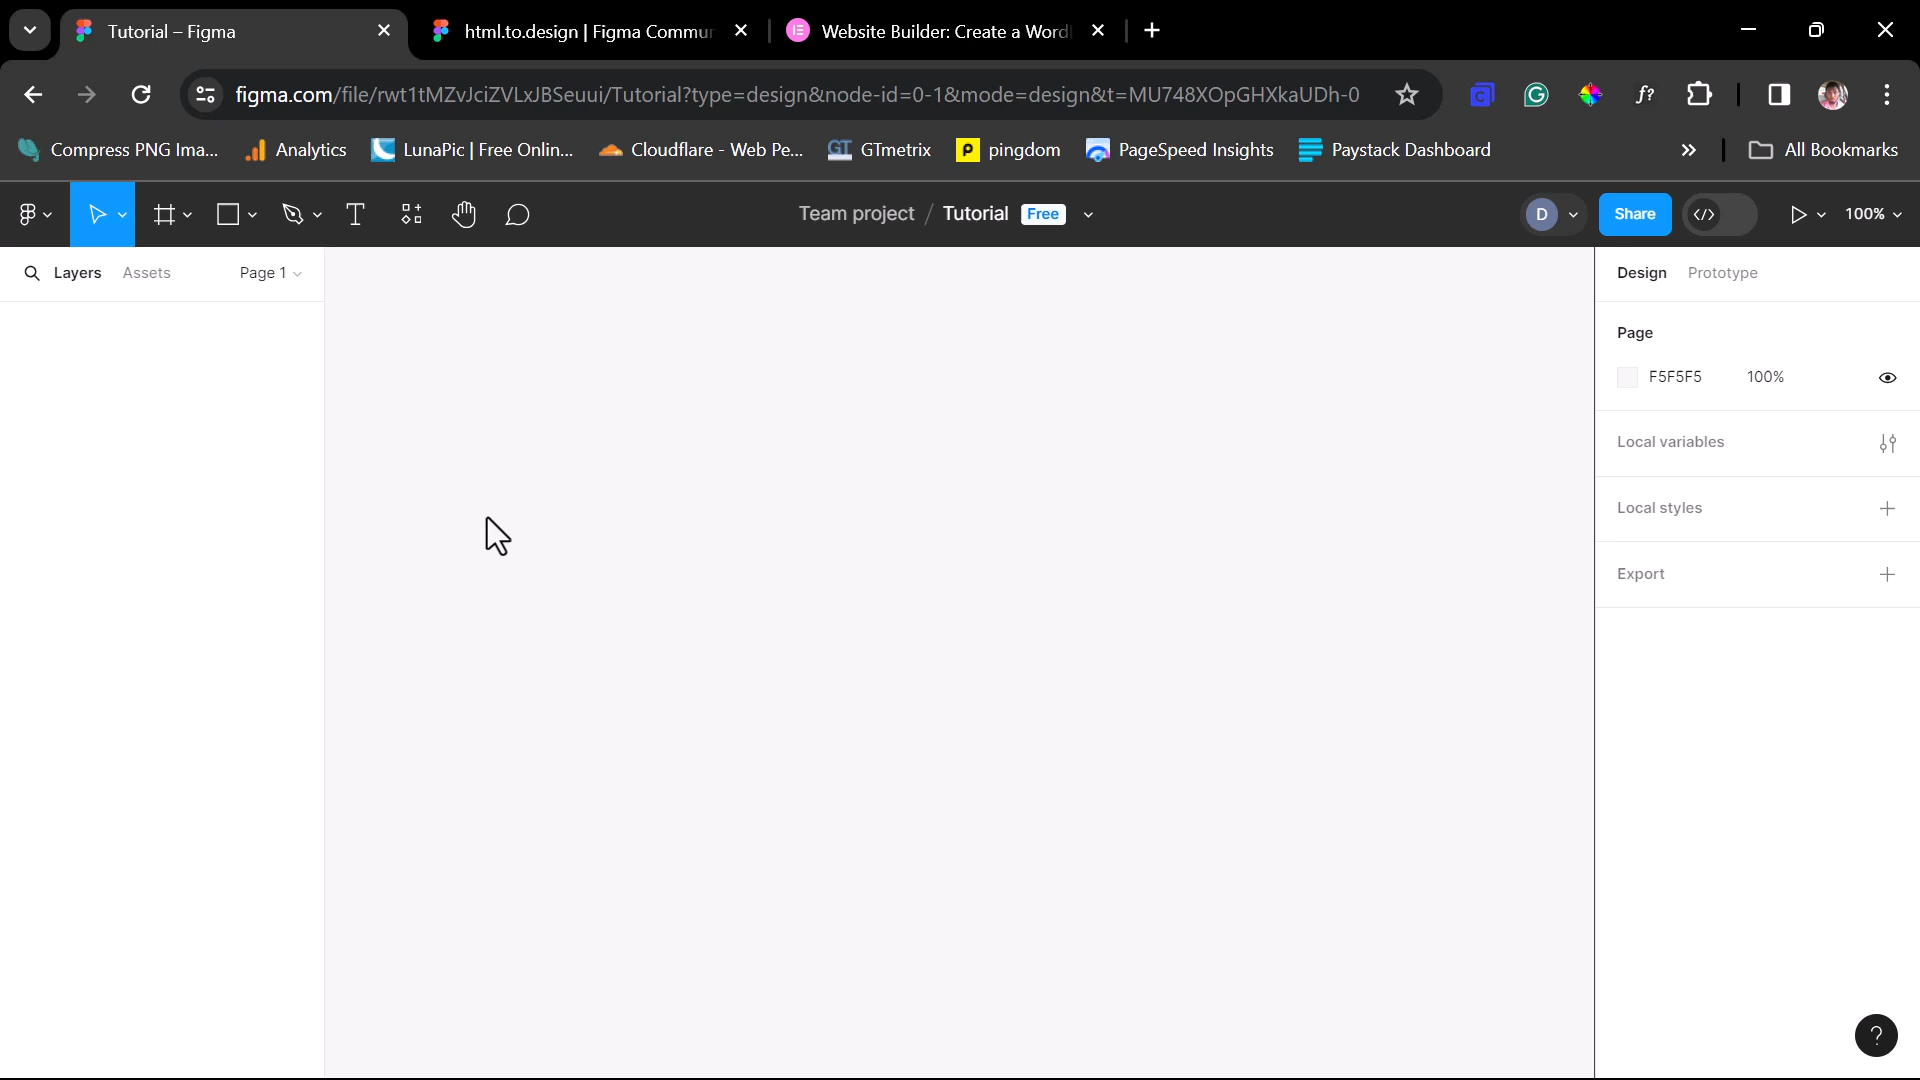 Tutorial – Figma
html.to.design | Figma Commun
Website Builder: Create a Word
figma.com/file/rwt1tMZvJciZVLxJBSeuui/Tutorial?type=design&node-id=0-1&mode=design&t=MU748XOpGHXkaUDh-0
Compress PNG Ima...
Analytics
LunaPic | Free Onlin...
Cloudflare - Web Pe...
GTmetrix
pingdom
PageSpeed Insights
Paystack Dashboard
All Bookmarks
Team project / Tutorial Free
D
Share
100%
Layers
Assets
Page 1
Design
Prototype
Page
F5F5F5 100%
Local variables
Local styles
Export
?